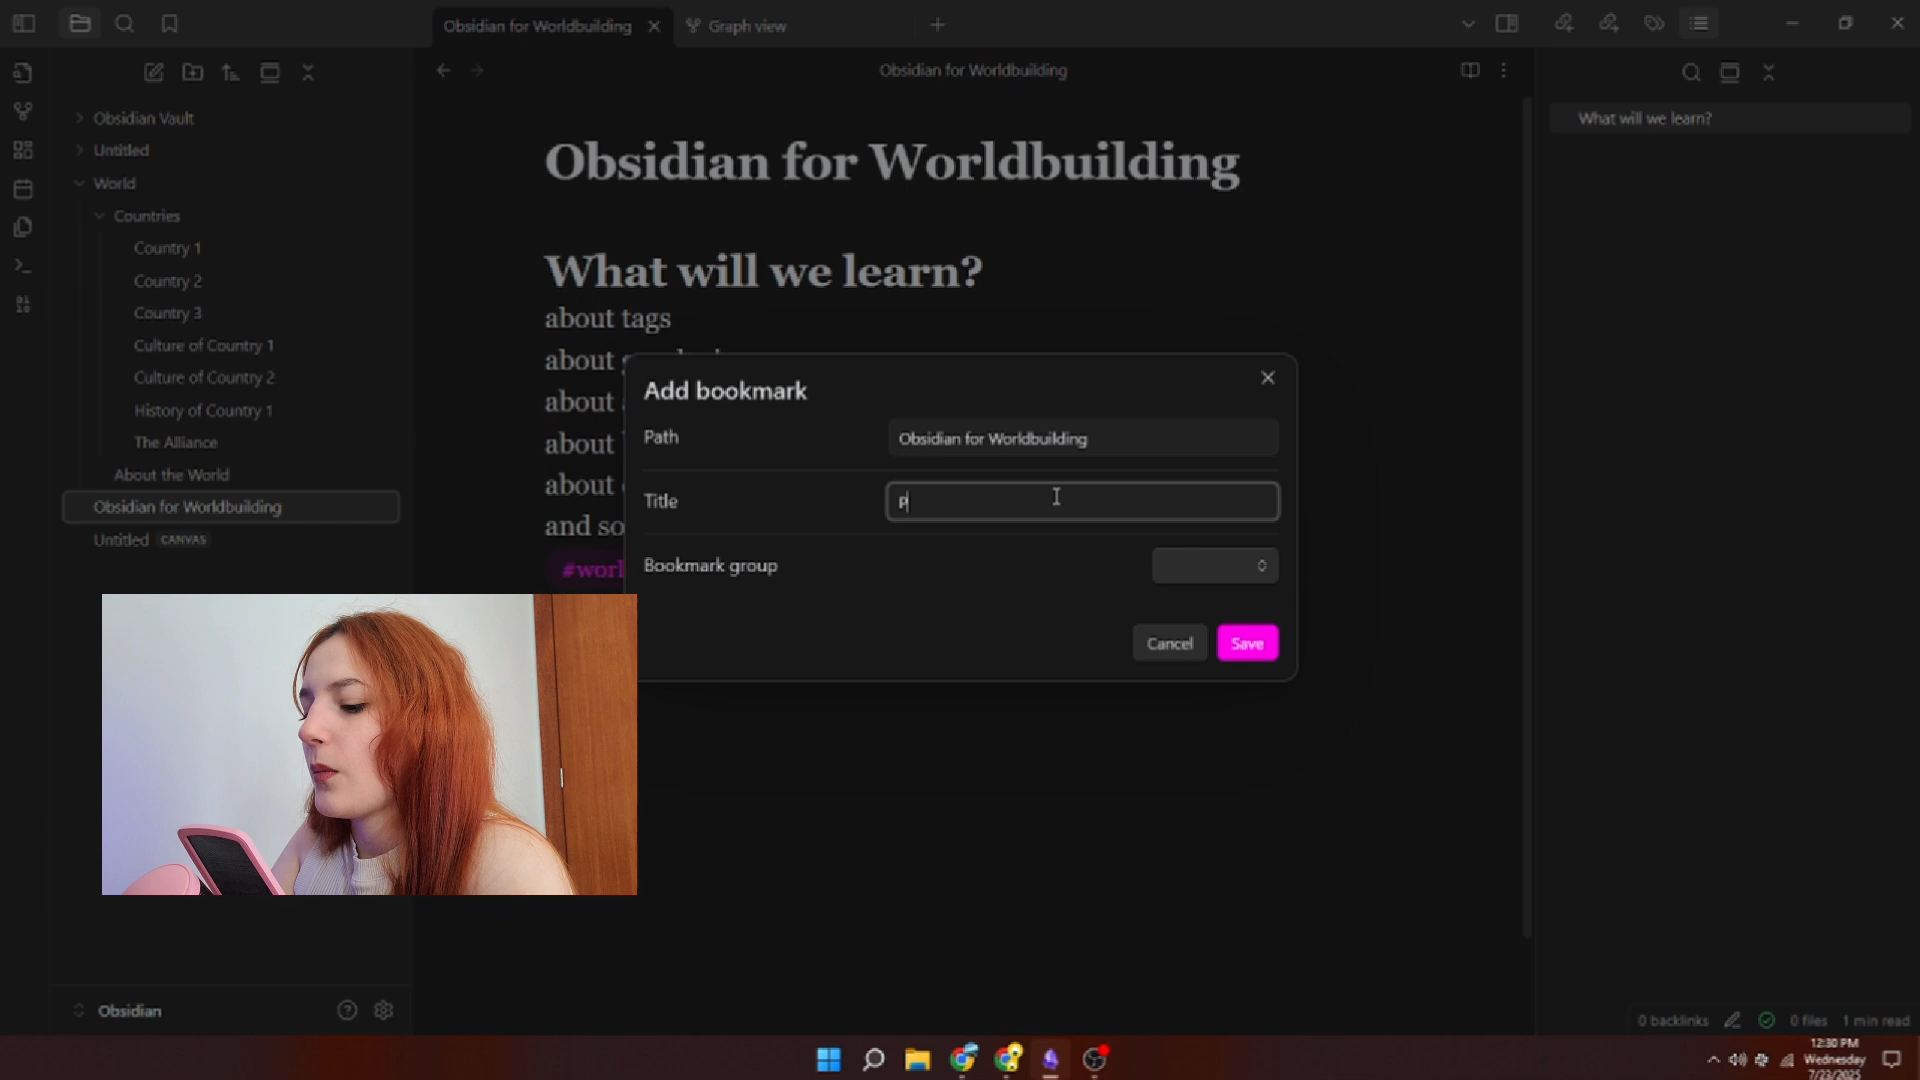 Obsidian for Worldbuilding
Graph view
Obsidian for Worldbuilding
Obsidian Vault
Untitled
World
Countries
Country 1
Country 2
Country 3
Culture of Country 1
Culture of Country 2
History of Country 1
The Alliance
About the World
Obsidian for Worldbuilding
Untitled CANVAS
Obsidian
Obsidian for Worldbuilding
What will we learn?
about tags
about
about
about
about
and so
#worl
Add bookmark
Path
Obsidian for Worldbuilding
Title
P
Bookmark group
Cancel
Save
What will we learn?
0 backlinks
0 files
1 min read
12:30 PM
Wednesday
7/23/2025